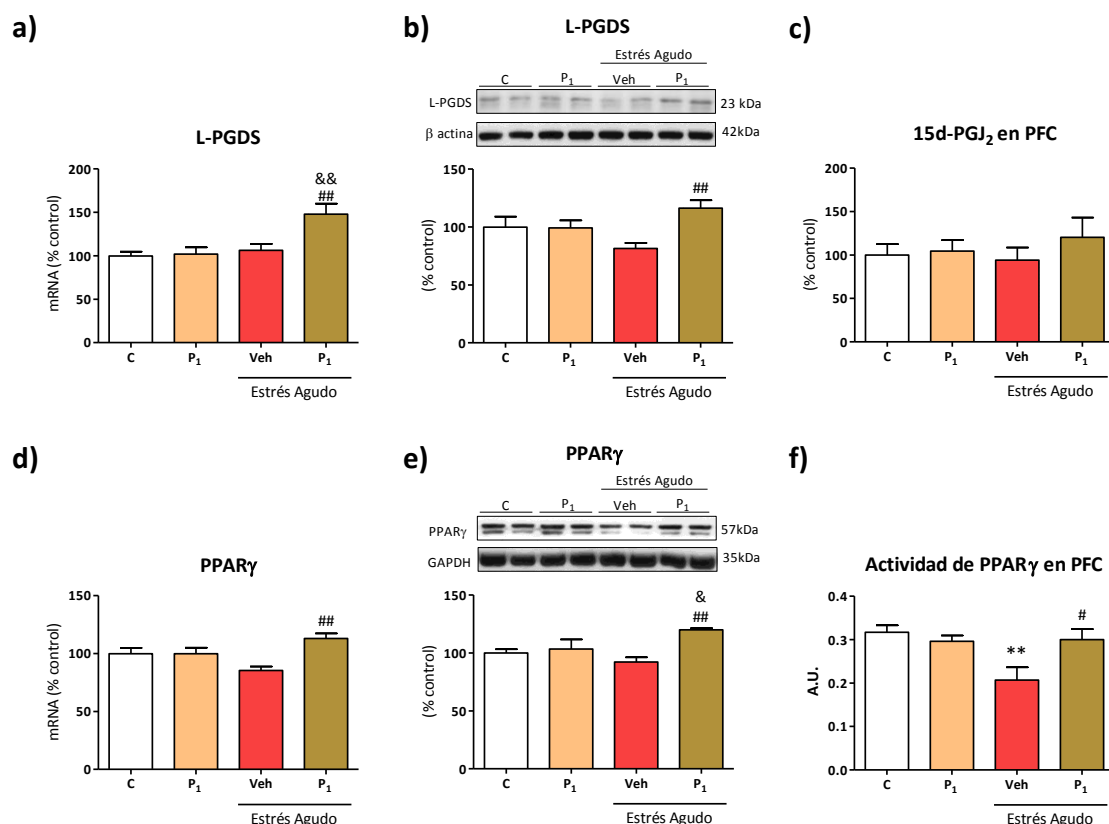 a)
L-PGDS
mRNA (% control)
200
150
100
50
0
&&
##
C
P1
Veh
P1
Estrés Agudo
b)
L-PGDS
Estrés Agudo
C
P1
Veh
P1
L-PGDS
23 kDa
β actina
42kDa
(% control)
150
100
50
0
##
C
P1
Veh
P1
Estrés Agudo
c)
15d-PGJ2 en PFC
(% control)
200
150
100
50
0
C
P1
Veh
P1
Estrés Agudo
d)
PPARγ
mRNA (% control)
150
100
50
0
##
C
P1
Veh
P1
Estrés Agudo
e)
PPARγ
Estrés Agudo
C
P1
Veh
P1
PPARγ
57kDa
GAPDH
35kDa
(% control)
150
100
50
0
&
##
C
P1
Veh
P1
Estrés Agudo
f)
Actividad de PPARγ en PFC
A.U.
0.4
0.3
0.2
0.3
0.0
**
#
C
P1
Veh
P1
Estrés Agudo